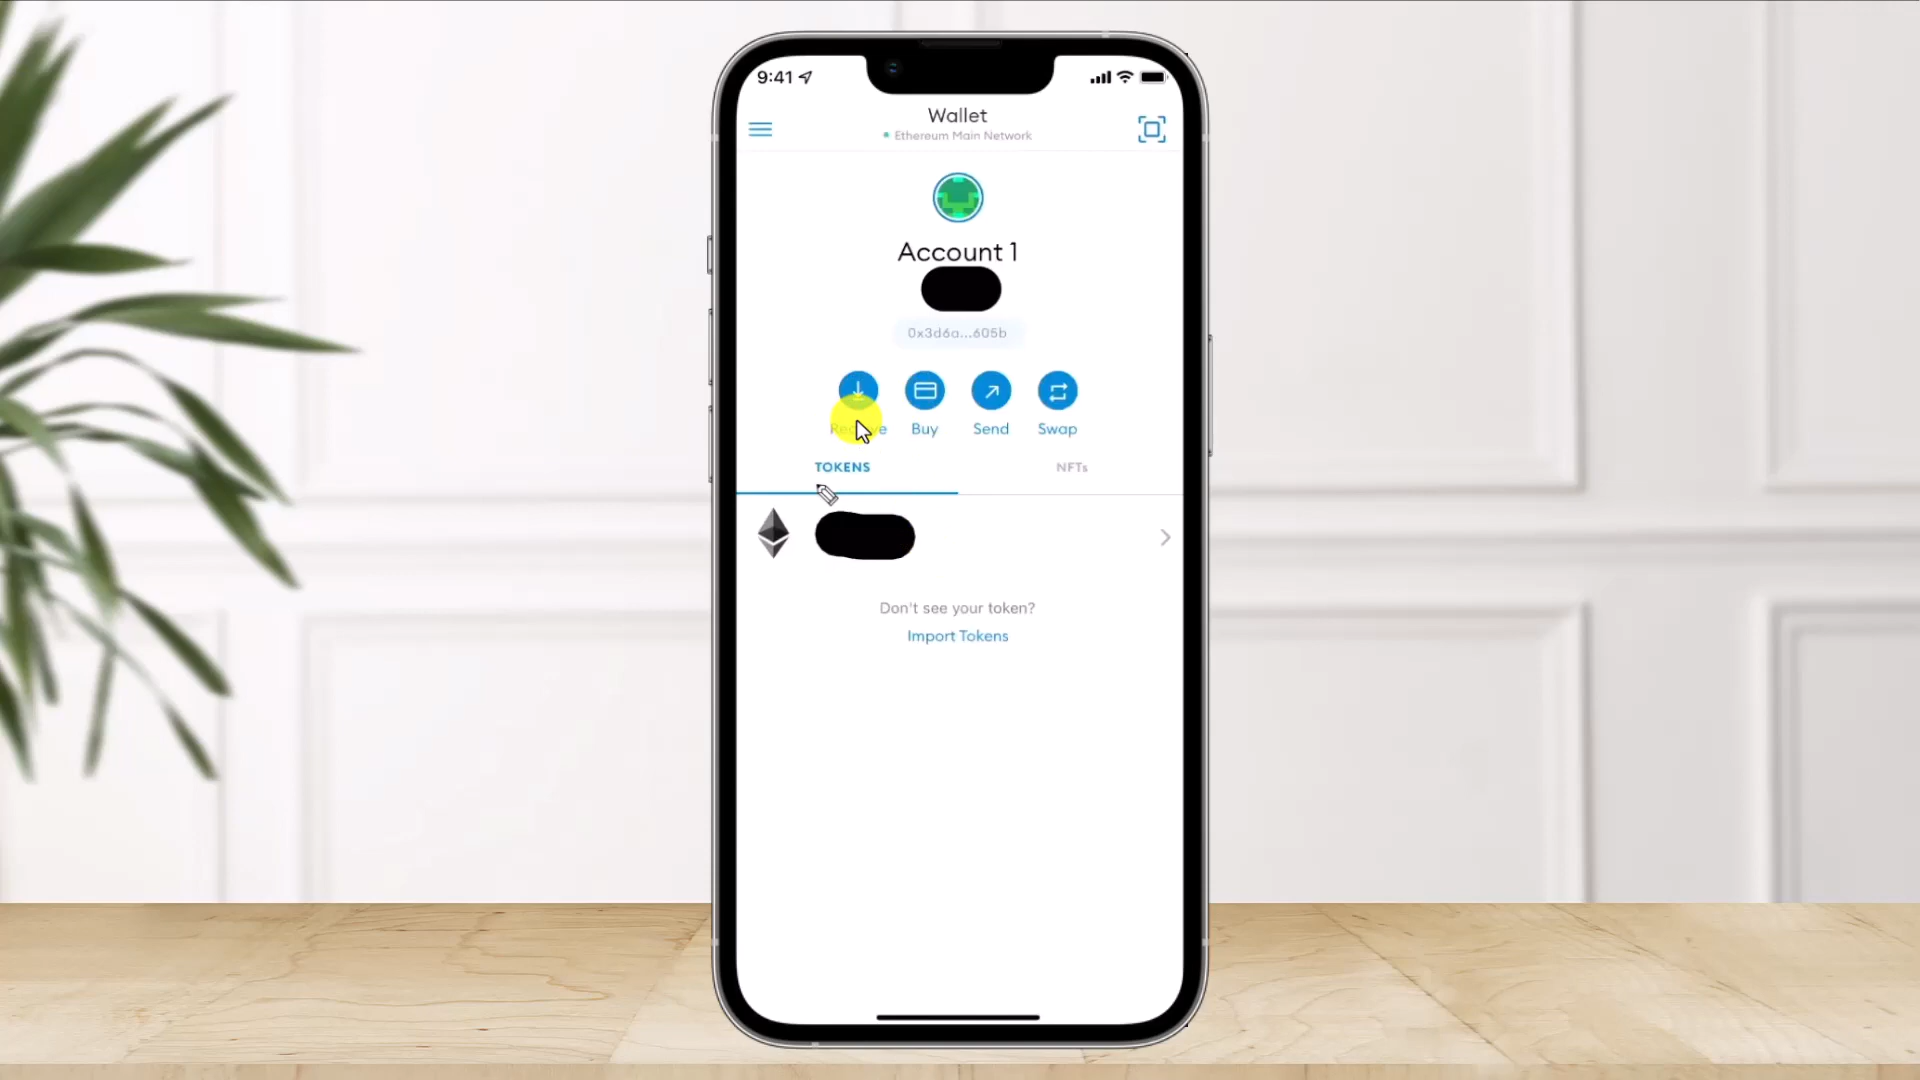 9:41
Wallet
Ethereum Main Network
Account 1
0x3d6a...605b
Receive Buy Send Swap
TOKENS NFTs
Don't see your token?
Import Tokens